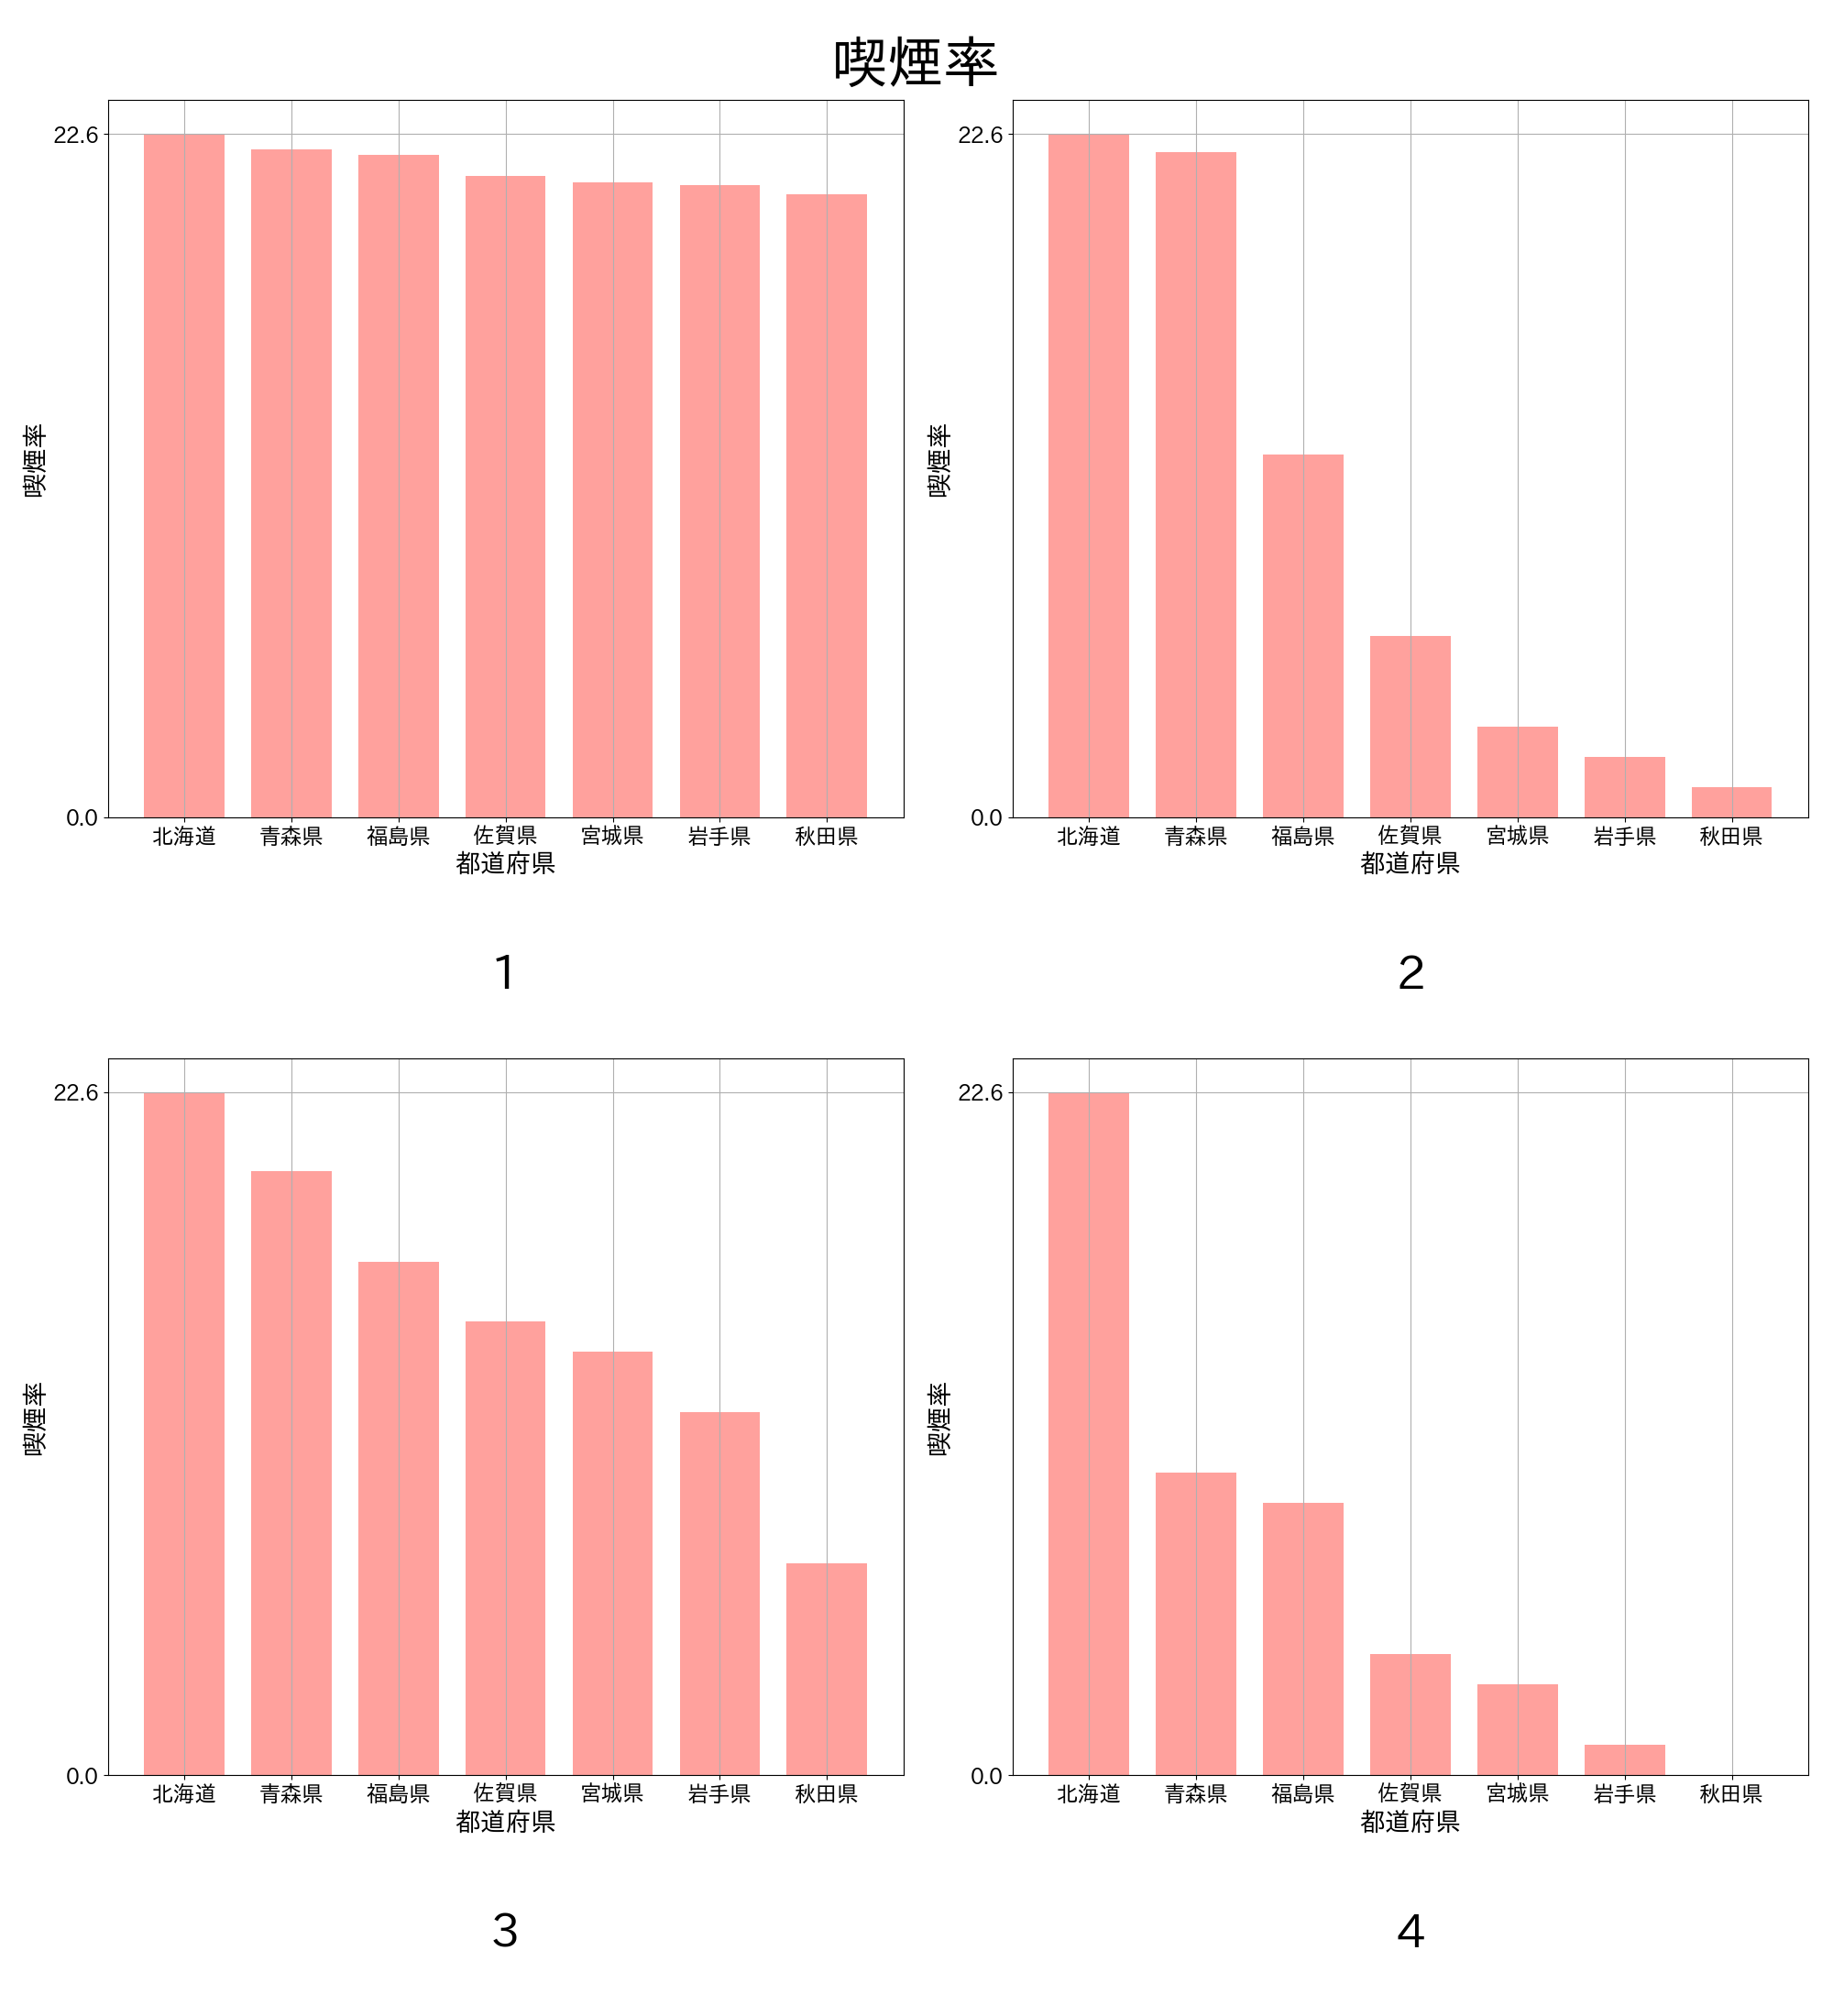 喫煙率
22.6
喫煙率
0.0
北海道 青森県 福島県 佐賀県 宮城県 岩手県 秋田県
都道府県
1
22.6
喫煙率
0.0
北海道 青森県 福島県 佐賀県 宮城県 岩手県 秋田県
都道府県
2
22.6
喫煙率
0.0
北海道 青森県 福島県 佐賀県 宮城県 岩手県 秋田県
都道府県
3
22.6
喫煙率
0.0
北海道 青森県 福島県 佐賀県 宮城県 岩手県 秋田県
都道府県
4